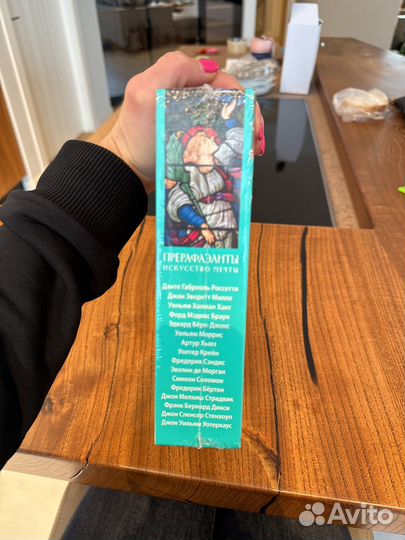 ПРЕРАФАЭЛИТЫ
ИСКУССТВО МЕЧТЫ
Данте Габриэль Россетти
Джон Эверетт Милле
Уильям Холман Хант
Форд Мэдокс Браун
Эдвард Бёрн-Джонс
Уильям Моррис
Артур Хьюз
Уолтер Крейн
Фредерик Сэндис
Эвелин де Морган
Симеон Соломон
Фредерик Бёртон
Джон Мелхиш Страдвик
Фрэнк Бернард Дикси
Джон Спенсер Стенхоуп
Джон Уильям Уотерхаус
Avito